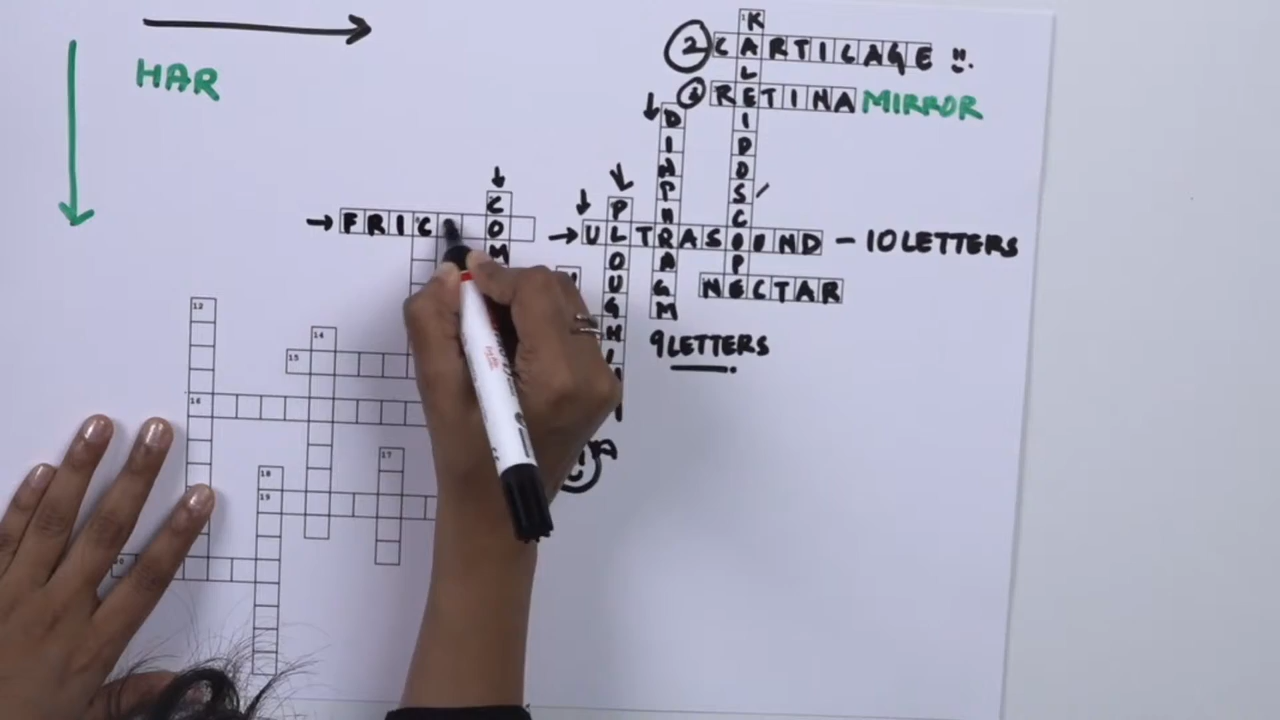 K
2 CARTILAGE
HAR
RETINA MIRROR
KALEIDOSCOPE
DIAPHRAGM
FRIC
COM
PLOUGH
ULTRASOUND - 10 LETTERS
NECTAR
9 LETTERS
12
14
15
16
17
18
19
20